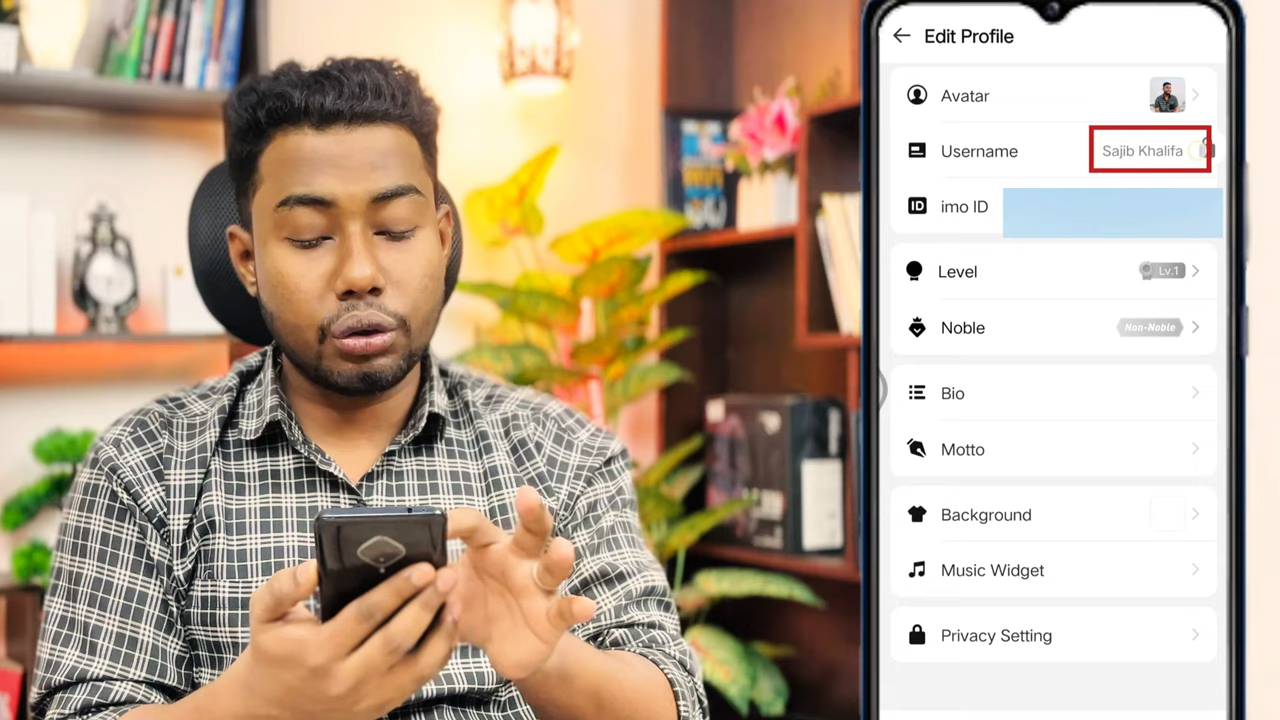 Edit Profile
Avatar
Username Sajib Khalifa
imo ID
Level Lv.1
Noble Non-Noble
Bio
Motto
Background
Music Widget
Privacy Setting